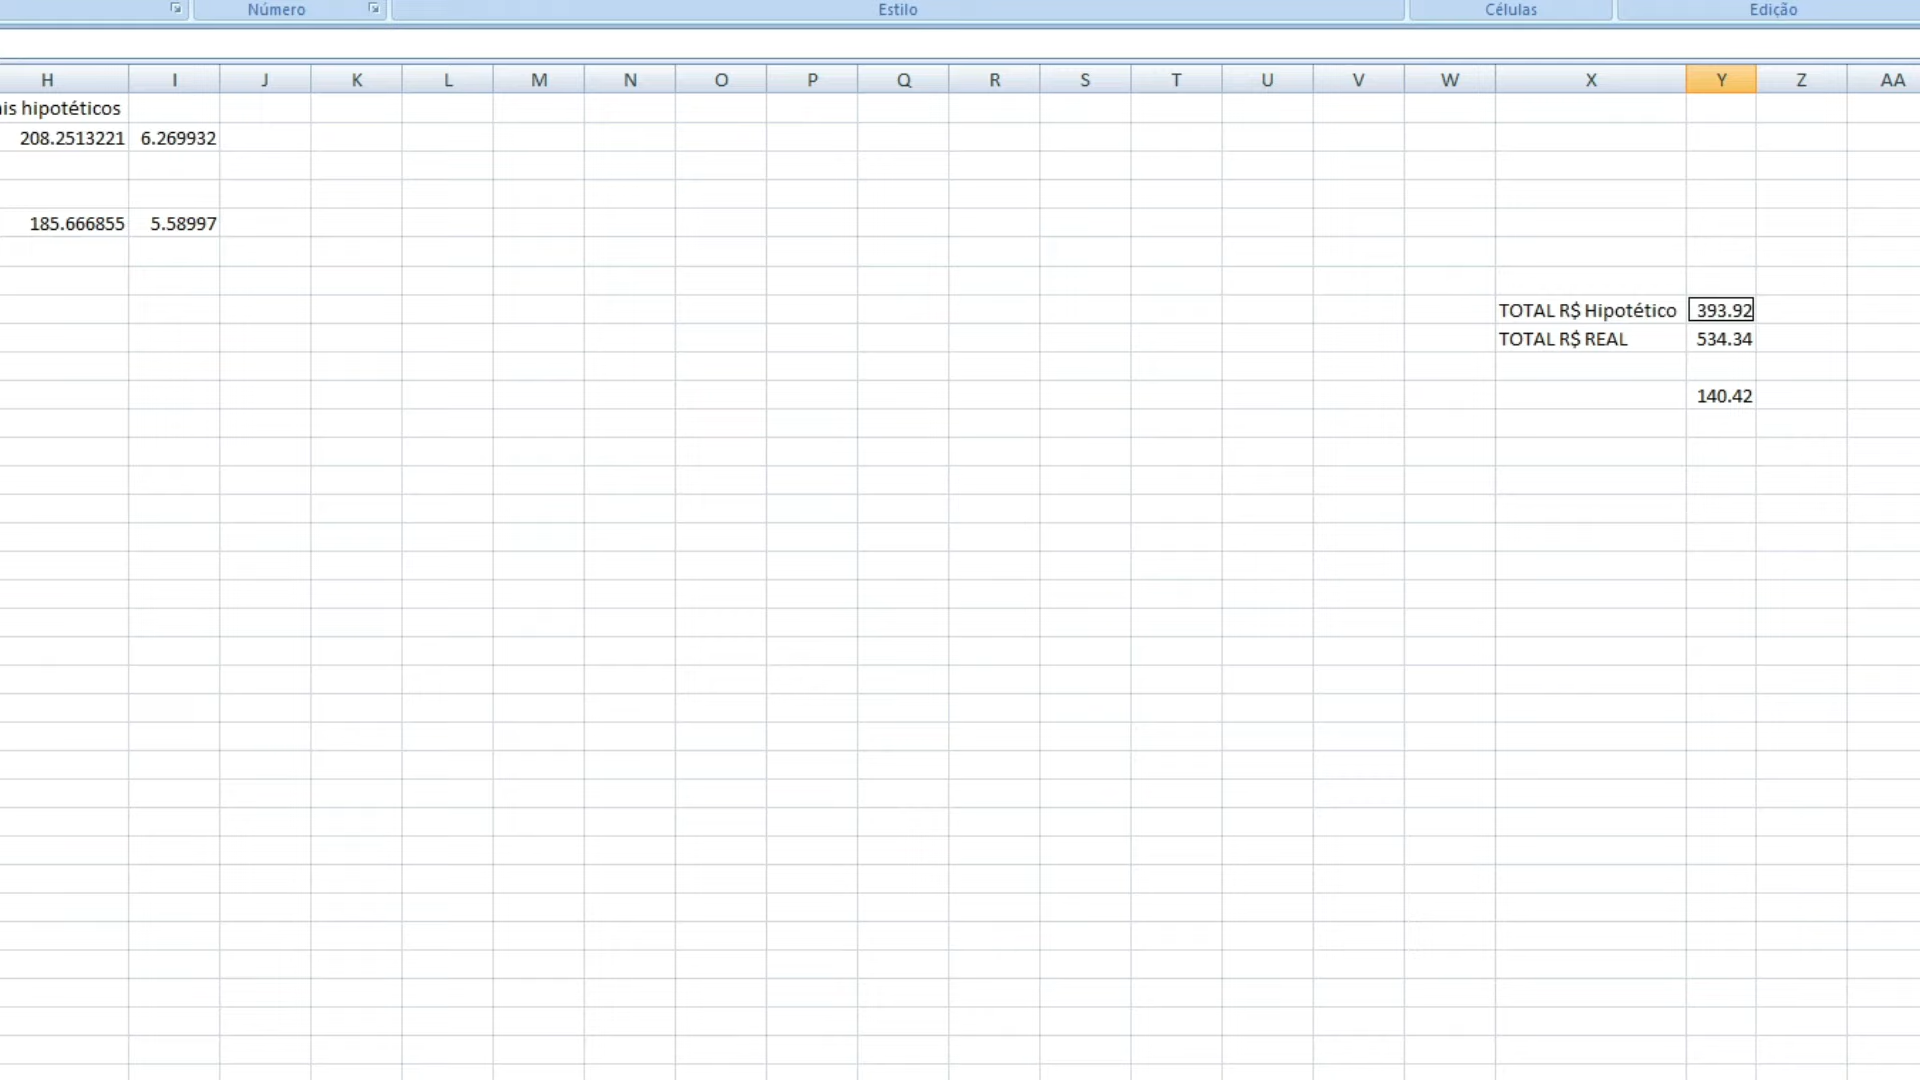 Número Estilo Células Edição
H I J K L M N O P Q R S T U V W X Y Z AA
is hipotéticos
208.2513221 6.269932
185.666855 5.58997
TOTAL R$ Hipotético 393.92
TOTAL R$ REAL 534.34
140.42